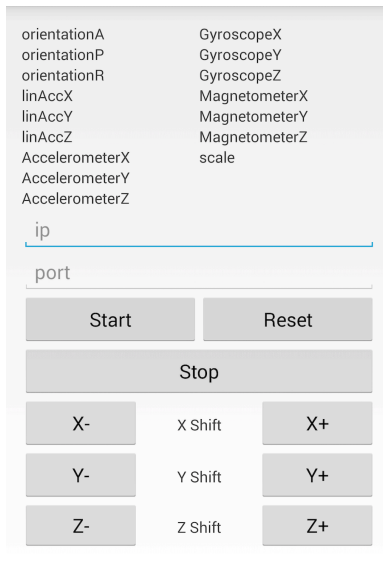 orientationA
orientationP
orientationR
linAccX
linAccY
linAccZ
AccelerometerX
AccelerometerY
AccelerometerZ
GyroscopeX
GyroscopeY
GyroscopeZ
MagnetometerX
MagnetometerY
MagnetometerZ
scale
ip
port
Start Reset
Stop
X- X Shift X+
Y- Y Shift Y+
Z- Z Shift Z+